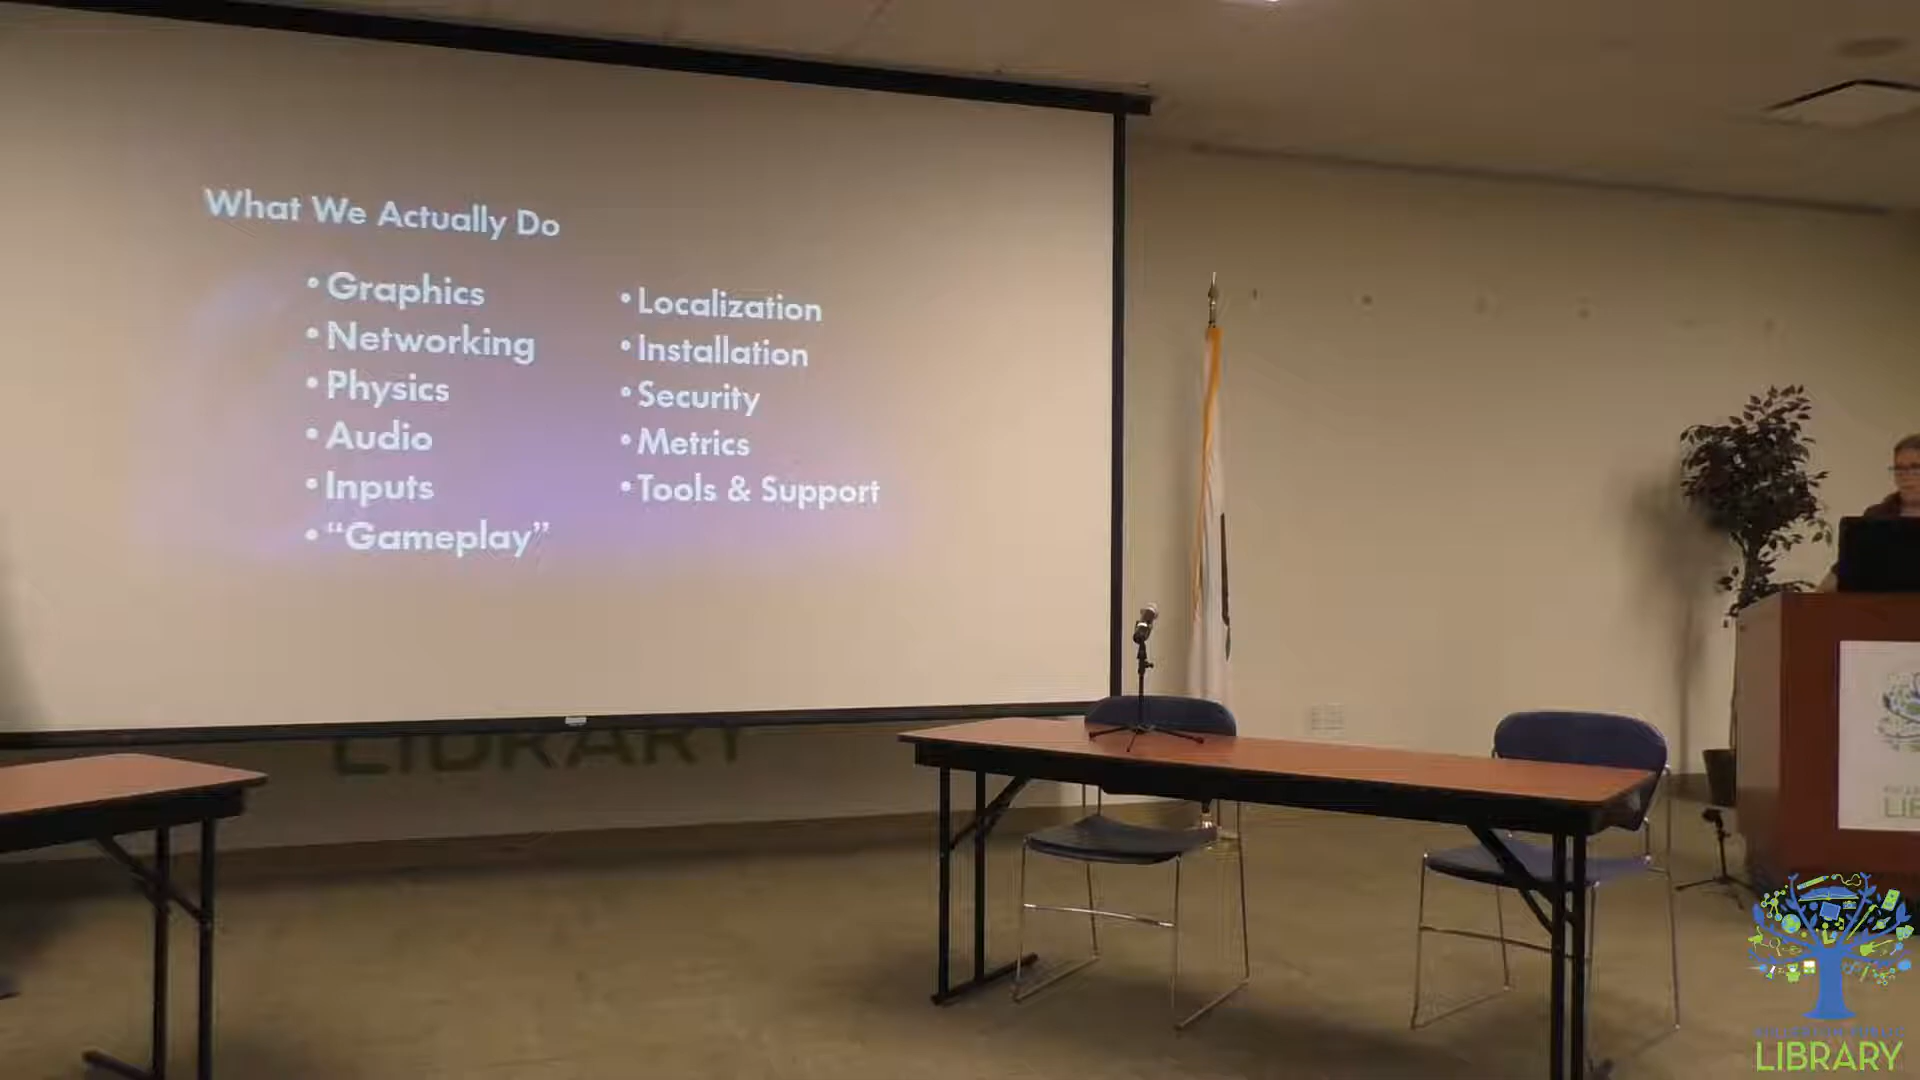 What We Actually Do
• Graphics
• Networking
• Physics
• Audio
• Inputs
• “Gameplay”
• Localization
• Installation
• Security
• Metrics
• Tools & Support
LIBRARY
LIBRARY